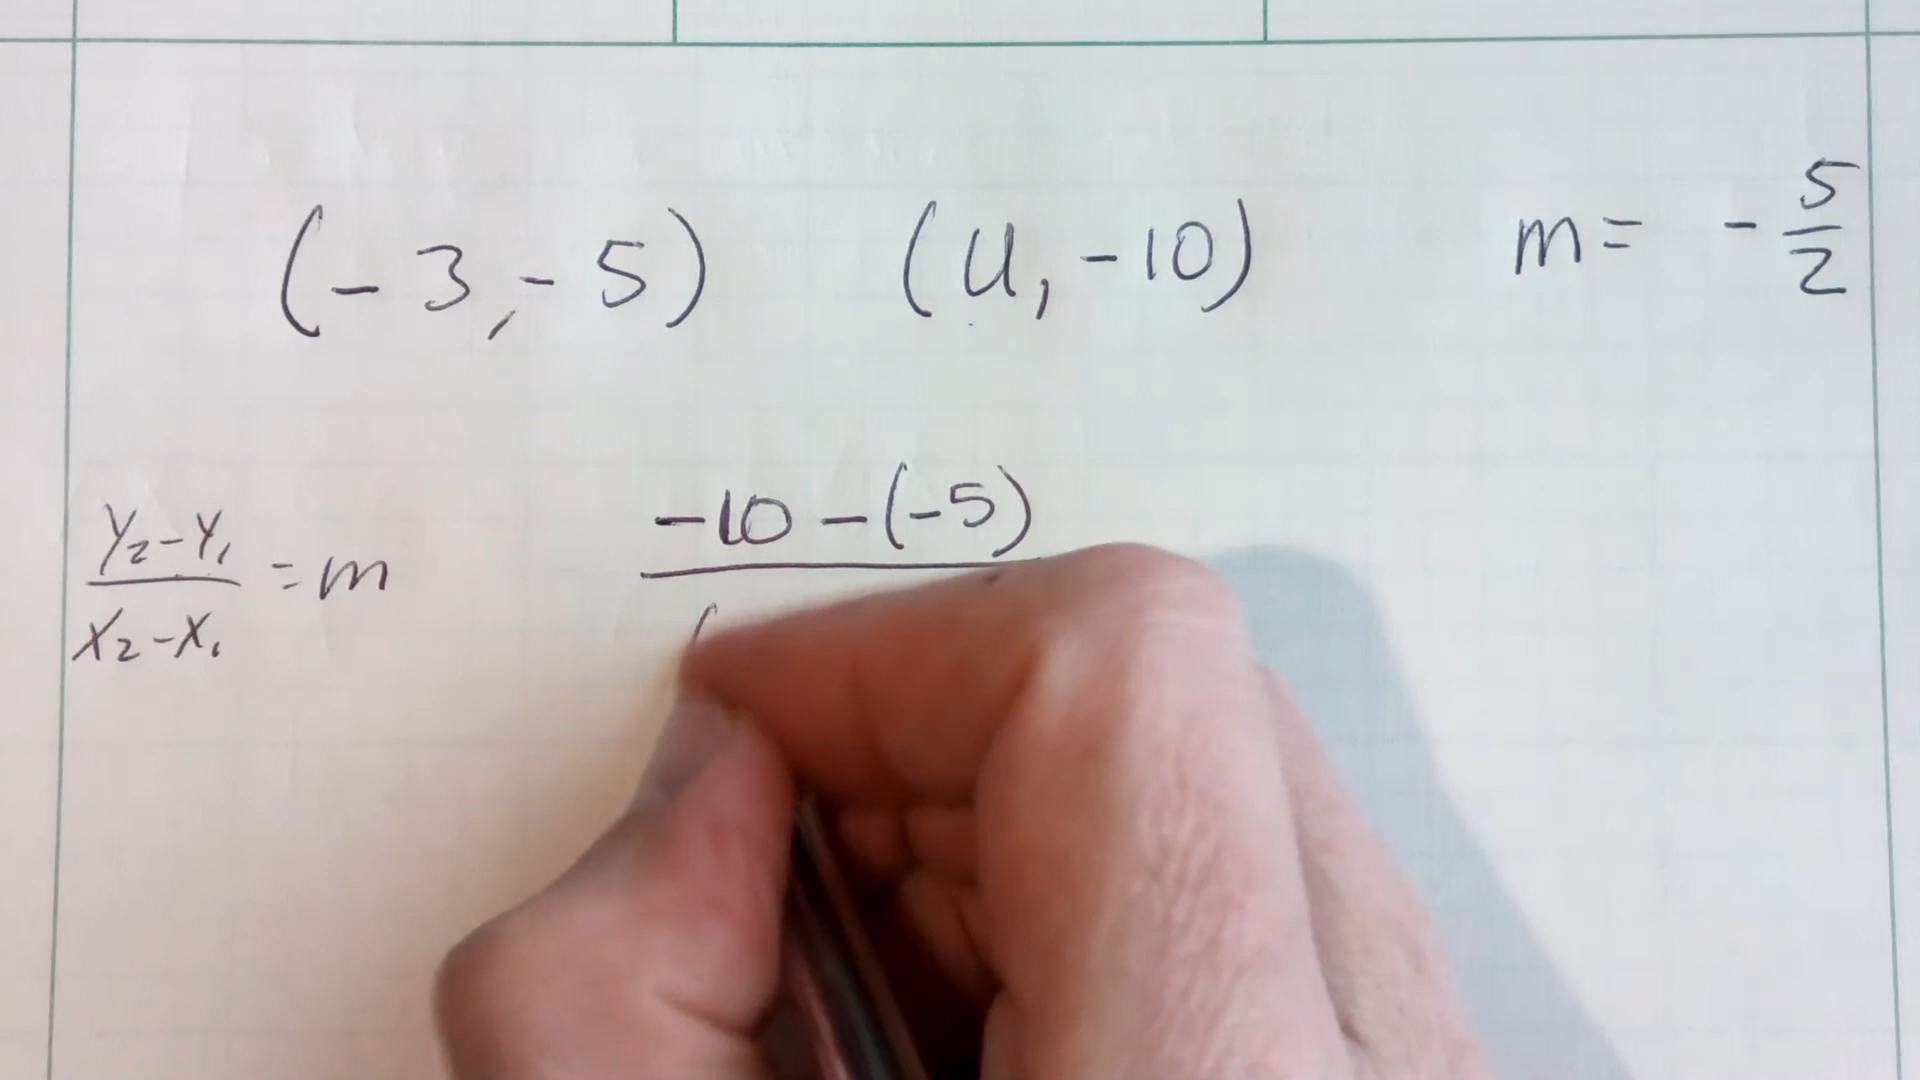 (-3,-5) (U,-10) m= -5/2
y₂-y₁/x₂-x₁ =m -10-(-5)/(